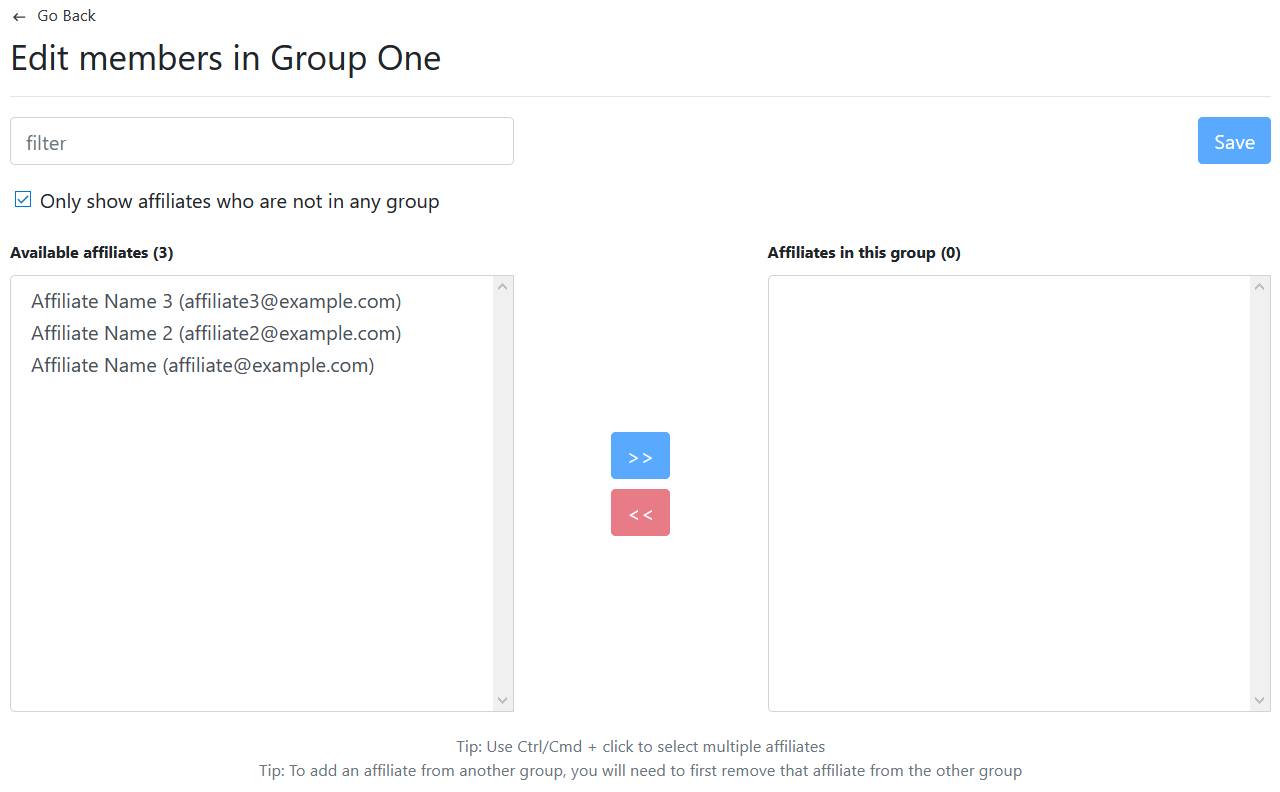 ← Go Back
Edit members in Group One
filter
Save
Only show affiliates who are not in any group
Available affiliates (3)
Affiliates in this group (0)
Affiliate Name 3 (affiliate3@example.com)
Affiliate Name 2 (affiliate2@example.com)
Affiliate Name (affiliate@example.com)
>>
<<
Tip: Use Ctrl/Cmd + click to select multiple affiliates
Tip: To add an affiliate from another group, you will need to first remove that affiliate from the other group